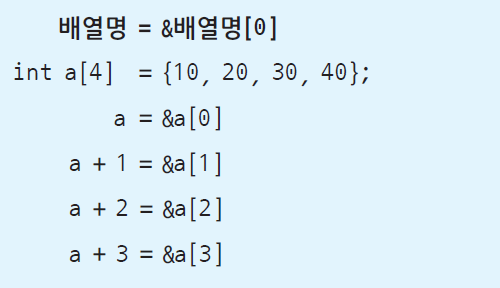 배열명 = &배열명[0]
int a[4] = {10, 20, 30, 40};
a = &a[0]
a + 1 = &a[1]
a + 2 = &a[2]
a + 3 = &a[3]